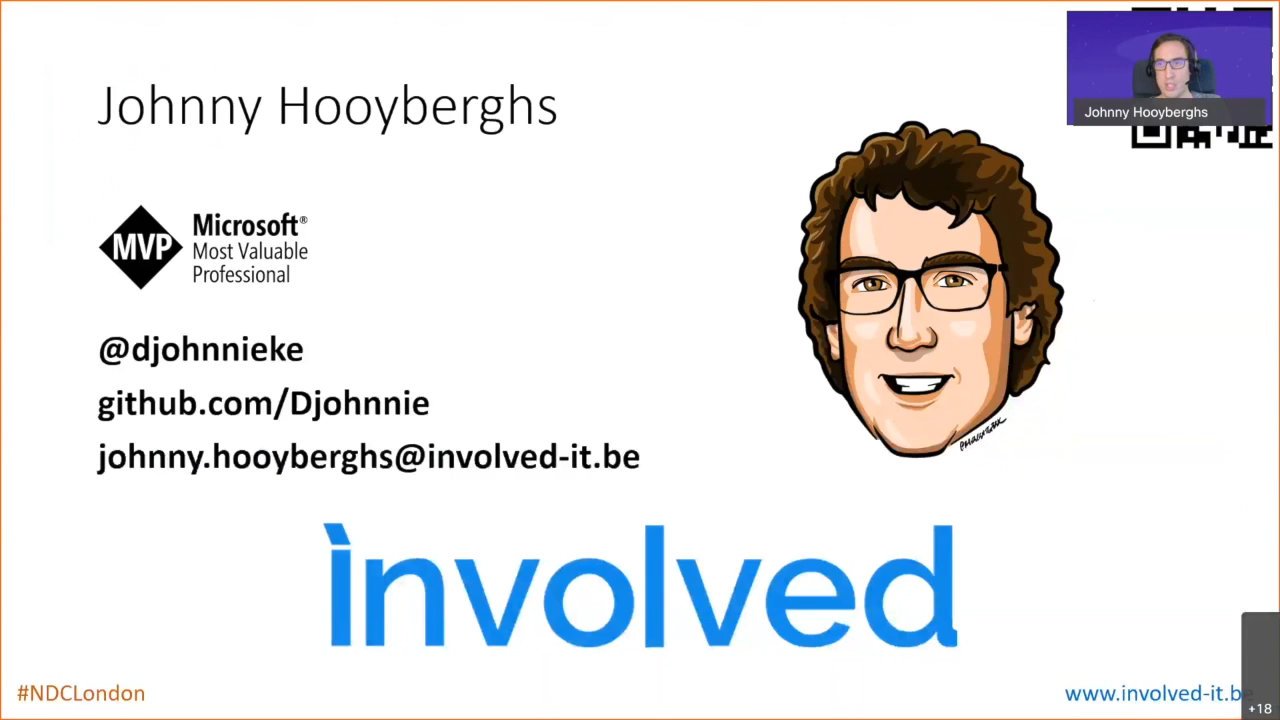 Johnny Hooyberghs
Johnny Hooyberghs
MVP
Microsoft®
Most Valuable
Professional
@djohnnieke
github.com/Djohnnie
johnny.hooyberghs@involved-it.be
involved
#NDCLondon
www.involved-it.be
+18